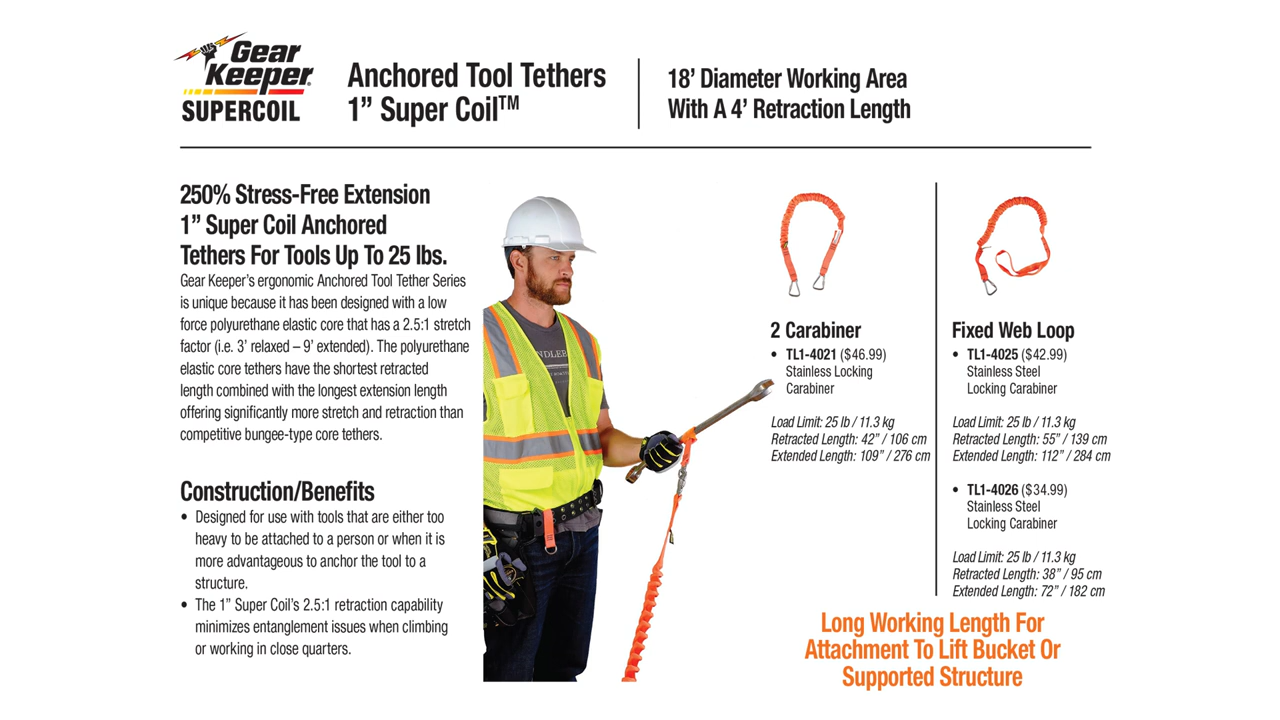 Gear
Keeper®
SUPERCOIL
Anchored Tool Tethers
1” Super Coil™
18’ Diameter Working Area
With A 4’ Retraction Length
250% Stress-Free Extension
1” Super Coil Anchored
Tethers For Tools Up To 25 lbs.
Gear Keeper’s ergonomic Anchored Tool Tether Series
is unique because it has been designed with a low
force polyurethane elastic core that has a 2.5:1 stretch
factor (i.e. 3’ relaxed – 9’ extended). The polyurethane
elastic core tethers have the shortest retracted
length combined with the longest extension length
offering significantly more stretch and retraction than
competitive bungee-type core tethers.
Construction/Benefits
• Designed for use with tools that are either too
heavy to be attached to a person or when it is
more advantageous to anchor the tool to a
structure.
• The 1” Super Coil’s 2.5:1 retraction capability
minimizes entanglement issues when climbing
or working in close quarters.
2 Carabiner
• TL1-4021 ($46.99)
Stainless Locking
Carabiner
Load Limit: 25 lb / 11.3 kg
Retracted Length: 42” / 106 cm
Extended Length: 109” / 276 cm
Fixed Web Loop
• TL1-4025 ($42.99)
Stainless Steel
Locking Carabiner
Load Limit: 25 lb / 11.3 kg
Retracted Length: 55” / 139 cm
Extended Length: 112” / 284 cm
• TL1-4026 ($34.99)
Stainless Steel
Locking Carabiner
Load Limit: 25 lb / 11.3 kg
Retracted Length: 38” / 95 cm
Extended Length: 72” / 182 cm
Long Working Length For
Attachment To Lift Bucket Or
Supported Structure